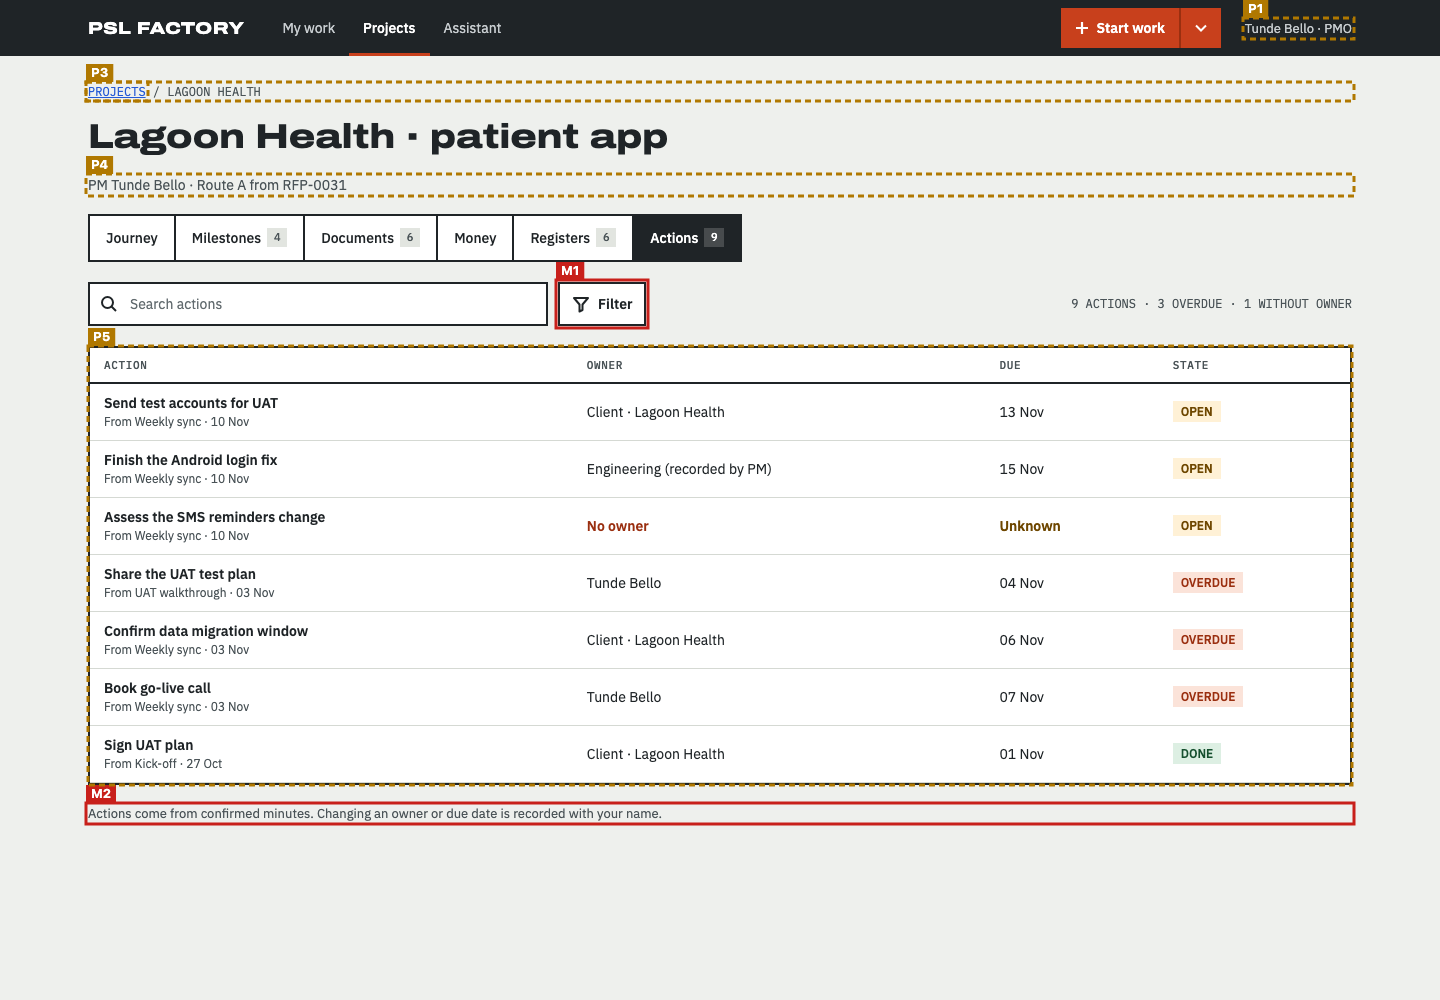 PSL FACTORY My work Projects Assistant + Start work P1 Tunde Bello · PMO
P3
PROJECTS / LAGOON HEALTH
Lagoon Health · patient app
P4
PM Tunde Bello · Route A from RFP-0031
Journey Milestones 4 Documents 6 Money Registers 6 Actions 9
M1
Search actions Filter 9 ACTIONS · 3 OVERDUE · 1 WITHOUT OWNER
P5
ACTION OWNER DUE STATE
Send test accounts for UAT
From Weekly sync · 10 Nov
Client · Lagoon Health 13 Nov OPEN
Finish the Android login fix
From Weekly sync · 10 Nov
Engineering (recorded by PM) 15 Nov OPEN
Assess the SMS reminders change
From Weekly sync · 10 Nov
No owner Unknown OPEN
Share the UAT test plan
From UAT walkthrough · 03 Nov
Tunde Bello 04 Nov OVERDUE
Confirm data migration window
From Weekly sync · 03 Nov
Client · Lagoon Health 06 Nov OVERDUE
Book go-live call
From Weekly sync · 03 Nov
Tunde Bello 07 Nov OVERDUE
Sign UAT plan
From Kick-off · 27 Oct
Client · Lagoon Health 01 Nov DONE
M2
Actions come from confirmed minutes. Changing an owner or due date is recorded with your name.